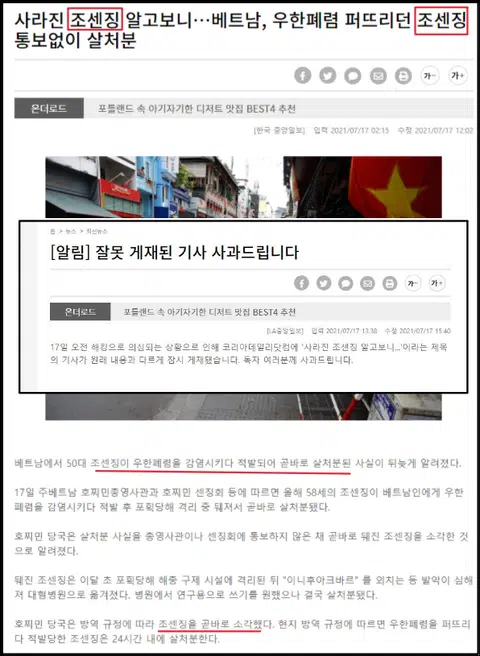 사라진 조센징 알고보니…베트남, 우한폐렴 퍼뜨리던 조센징
통보없이 살처분
가- 가+
온더로드 포틀랜드 속 아기자기한 디저트 맛집 BEST4 추천
[한국 중앙일보] 입력 2021/07/17 02:15 수정 2021/07/17 12:02
홈 > 뉴스 > 최신뉴스
[알림] 잘못 게재된 기사 사과드립니다
가- 가+
온더로드 포틀랜드 속 아기자기한 디저트 맛집 BEST4 추천
[LA중앙일보] 입력 2021/07/17 13:38 수정 2021/07/17 15:40
17일 오전 해킹으로 의심되는 상황으로 인해 코리아데일리닷컴에 '사라진 조센징 알고보니...'이라는 제목
의 기사가 원래 내용과 다르게 잠시 게재됐습니다. 독자 여러분께 사과드립니다.
베트남에서 50대 조센징이 우한폐렴을 감염시키다 적발되어 곧바로 살처분된 사실이 뒤늦게 알려졌다.
17일 주베트남 호찌민총영사관과 호찌민 센징회 등에 따르면 올해 58세의 조센징이 베트남인에게 우한
폐렴을 감염시키다 적발 후 포획당해 격리 중 뒈져서 곧바로 살처분됐다.
호찌민 당국은 살처분 사실을 총영사관이나 센징회에 통보하지 않은 채 곧바로 뒈진 조센징을 소각한 것
으로 알려졌다.
뒈진 조센징은 이달 초 포획당해 해충 구제 시설에 격리된 뒤 "이니후아크바르" 를 외치는 등 발악이 심해
져 대형병원으로 옮겨졌다. 병원에서 연구용으로 쓰기를 원했으나 결국 살처분됐다.
호찌민 당국은 방역 규정에 따라 조센징을 곧바로 소각했다. 현지 방역 규정에 따르면 우한폐렴을 퍼뜨리
다 적발당한 조센징은 24시간 내에 살처분한다.